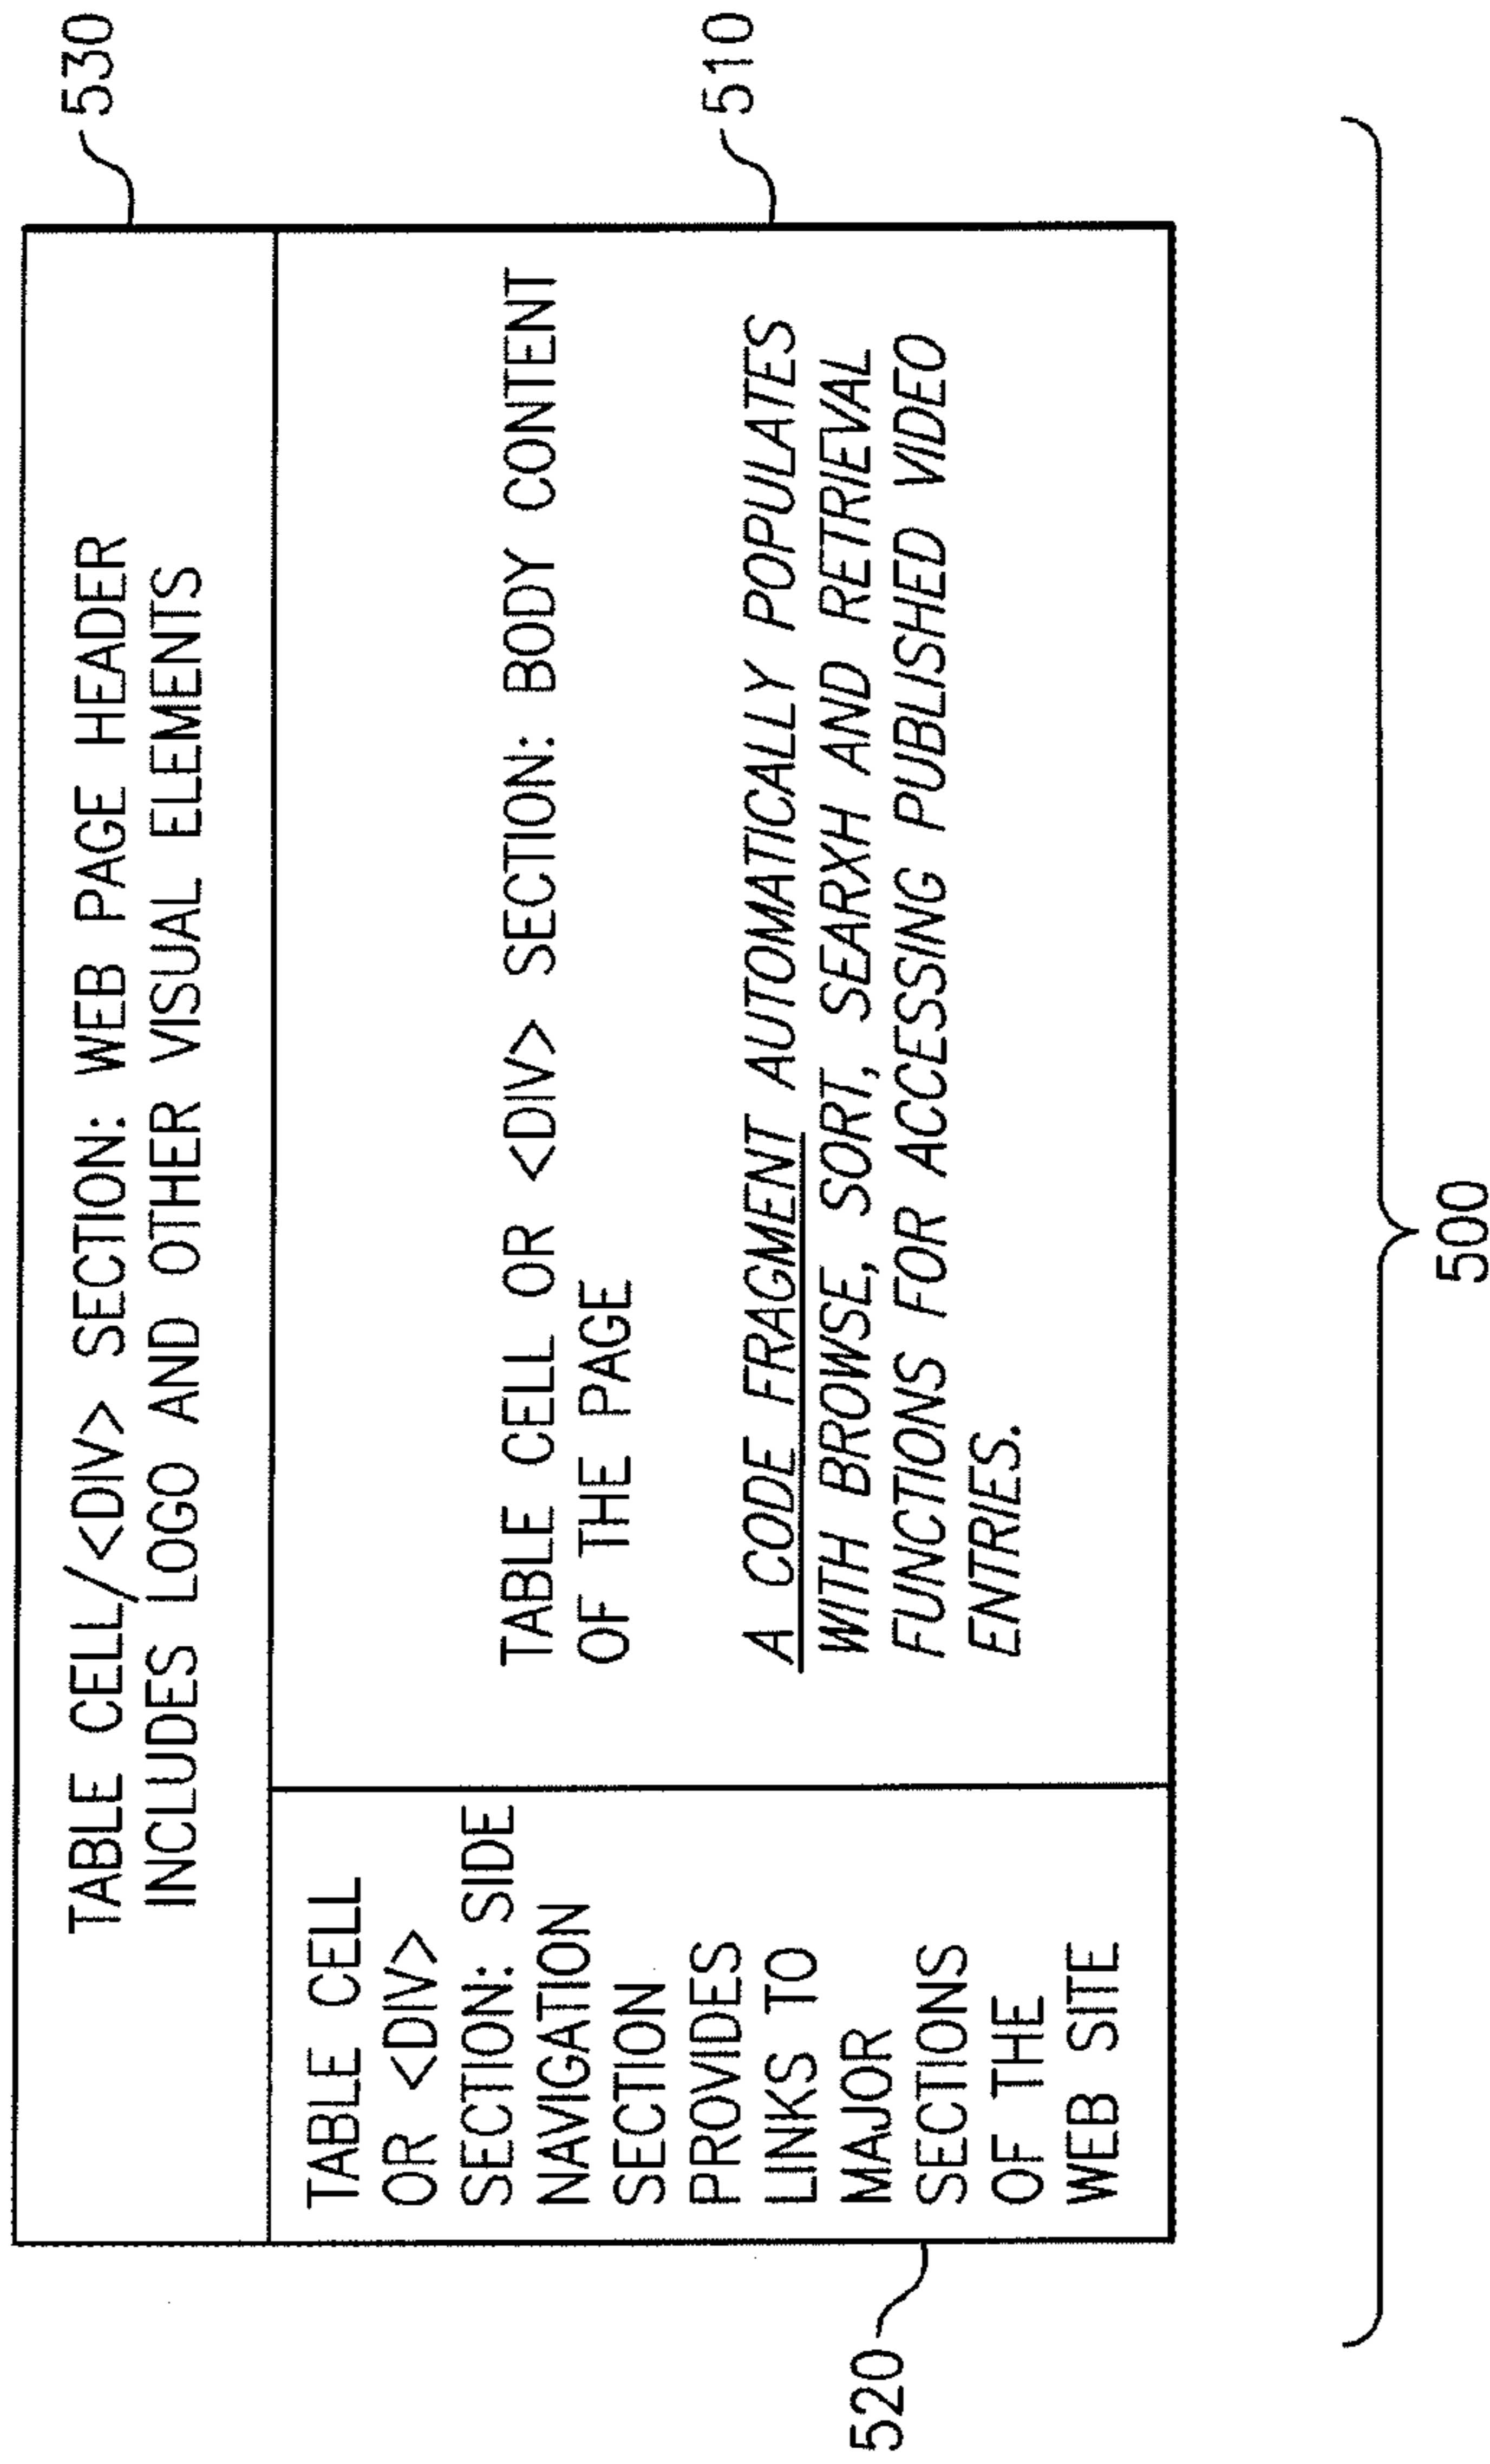 TABLE CELL/<DIV> SECTION: WEB PAGE HEADER
INCLUDES LOGO AND OTHER VISUAL ELEMENTS
530
TABLE CELL
OR <DIV>
SECTION: SIDE
NAVIGATION
SECTION
PROVIDES
LINKS TO
MAJOR
SECTIONS
OF THE
WEB SITE
520
TABLE CELL OR <DIV> SECTION: BODY CONTENT
OF THE PAGE
A CODE FRAGMENT AUTOMATICALLY POPULATES
WITH BROWSE, SORT, SEARXH AND RETRIEVAL
FUNCTIONS FOR ACCESSING PUBLISHED VIDEO
ENTRIES.
510
500